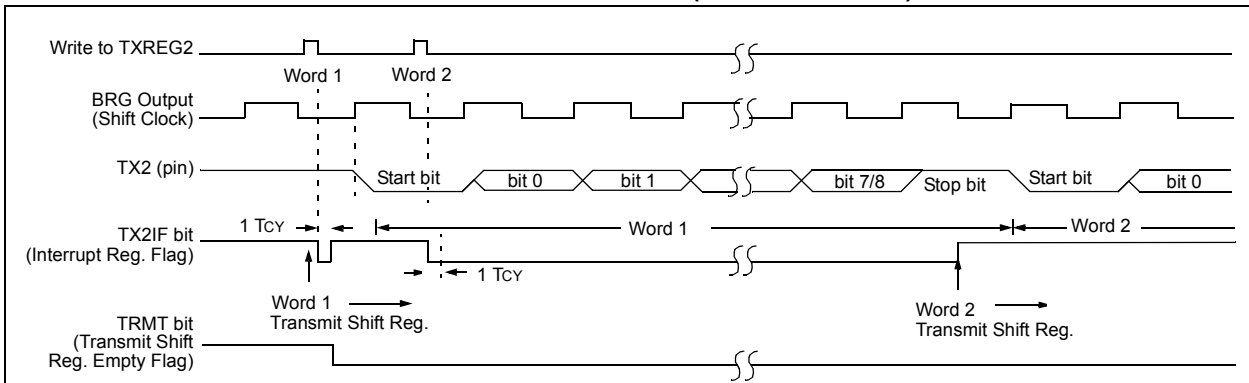 Write to TXREG2
Word 1
Word 2
BRG Output
(Shift Clock)
TX2 (pin)
Start bit
bit 0
bit 1
bit 7/8
Stop bit
Start bit
bit 0
1 TCY
TX2IF bit
(Interrupt Reg. Flag)
Word 1
Word 2
1 TCY
Word 1
Transmit Shift Reg.
Word 2
Transmit Shift Reg.
TRMT bit
(Transmit Shift
Reg. Empty Flag)